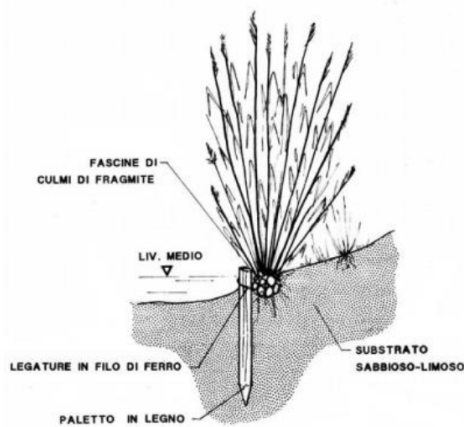 FASCINE DI
CULMI DI FRAGMITE
LIV. MEDIO
LEGATURE IN FILO DI FERRO
SUBSTRATO
SABBIOSO-LIMOSO
PALETTO IN LEGNO